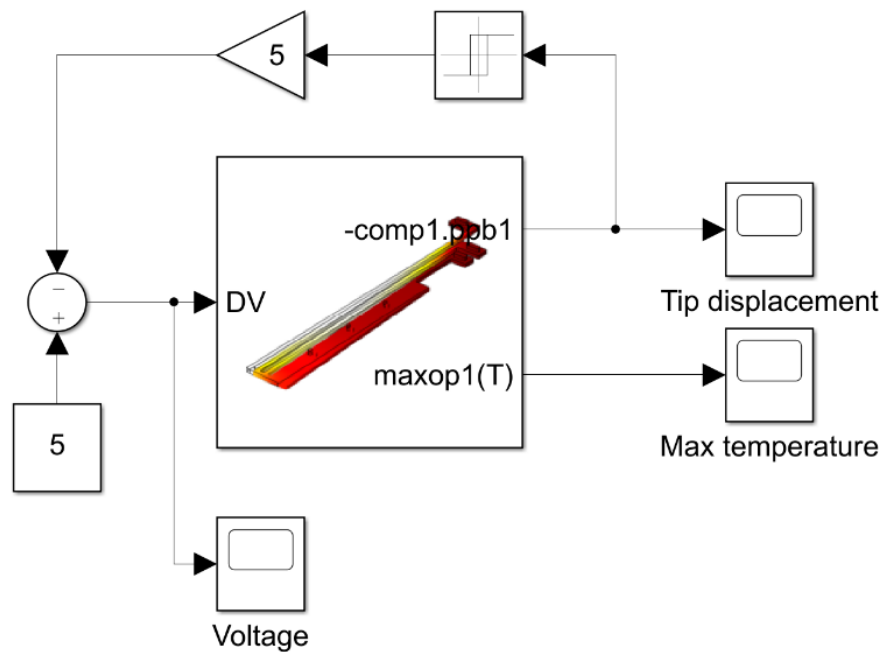 5
-comp1.ppb1
Tip displacement
−
+
DV
maxop1(T)
5
Max temperature
Voltage